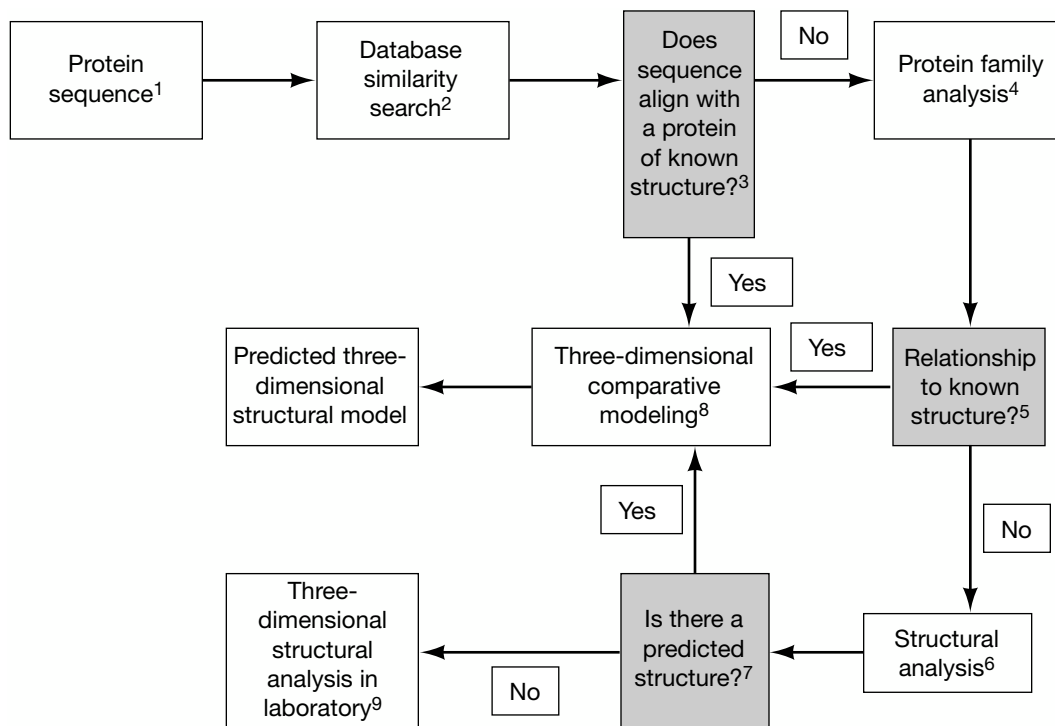 Protein
sequence1
Database
similarity
search2
Does
sequence
align with
a protein
of known
structure?3
No
Protein family
analysis4
Yes
Predicted three-
dimensional
structural model
Three-dimensional
comparative
modeling8
Yes
Relationship
to known
structure?5
Yes
No
Three-
dimensional
structural
analysis in
laboratory9
No
Is there a
predicted
structure?7
Structural
analysis6